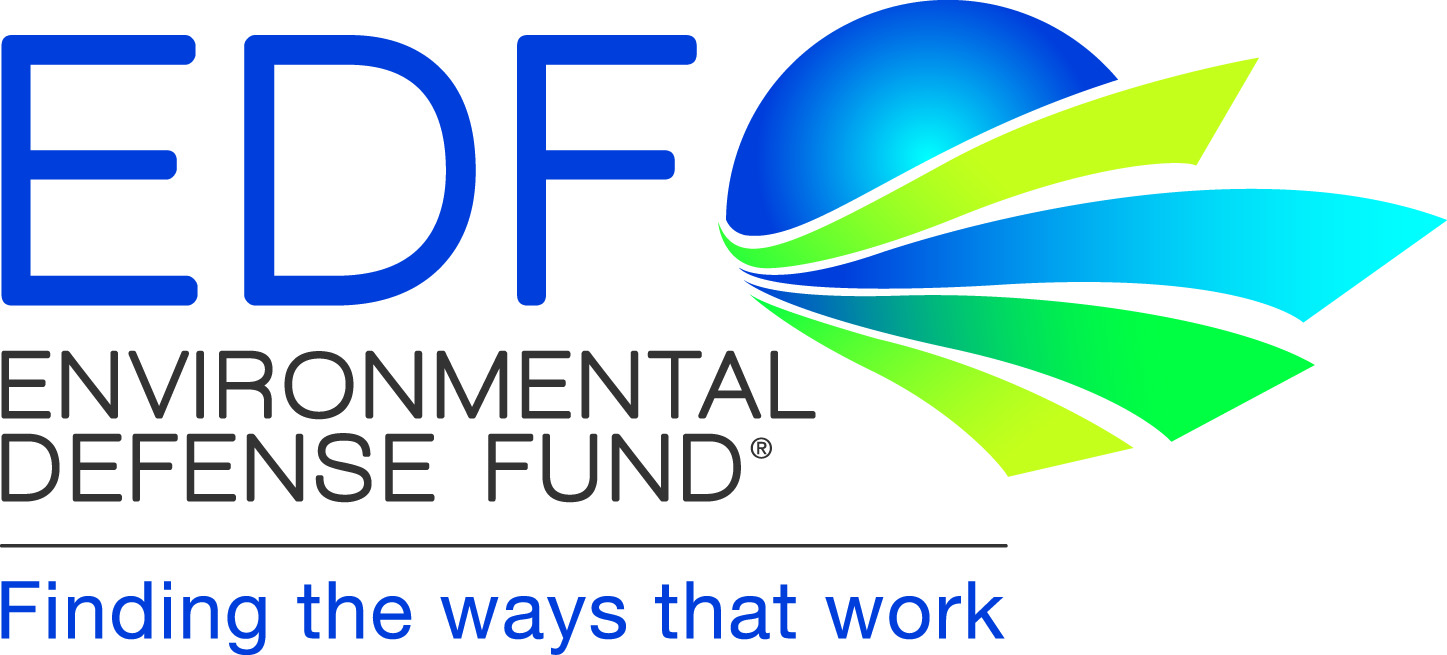 EDF
ENVIRONMENTAL
DEFENSE FUND®
Finding the ways that work